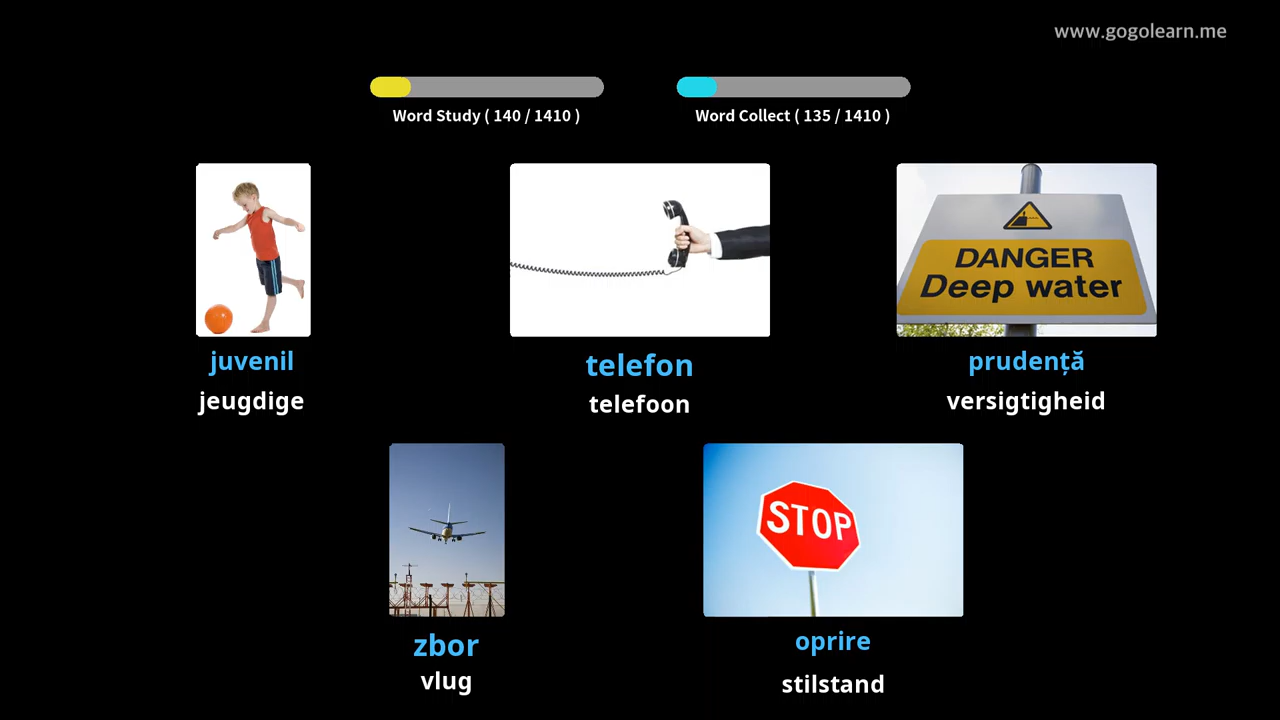 www.gogolearn.me
Word Study ( 140 / 1410 )
Word Collect ( 135 / 1410 )
DANGER
Deep water
juvenil
jeugdige
telefon
telefoon
prudență
versigtigheid
STOP
zbor
vlug
oprire
stilstand